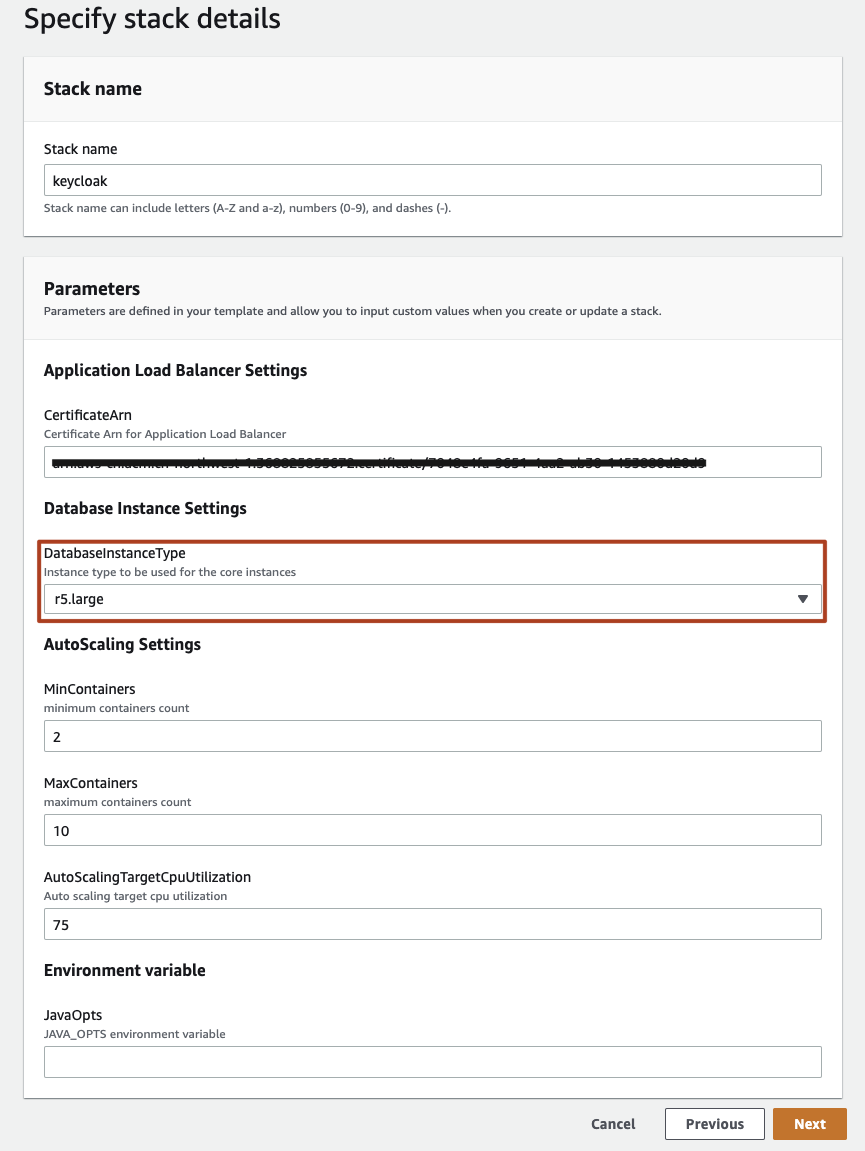 Specify stack details
Stack name
Stack name
keycloak
Stack name can include letters (A-Z and a-z), numbers (0-9), and dashes (-).
Parameters
Parameters are defined in your template and allow you to input custom values when you create or update a stack.
Application Load Balancer Settings
CertificateArn
Certificate Arn for Application Load Balancer
Database Instance Settings
DatabaseInstanceType
Instance type to be used for the core instances
r5.large
AutoScaling Settings
MinContainers
minimum containers count
2
MaxContainers
maximum containers count
10
AutoScalingTargetCpuUtilization
Auto scaling target cpu utilization
75
Environment variable
JavaOpts
JAVA_OPTS environment variable
Cancel
Previous
Next